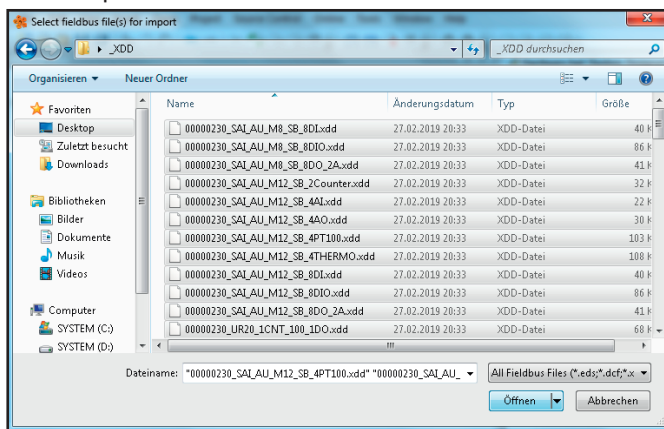 Select fieldbus file(s) for import
_XDD
_XDD durchsuchen
Organisieren
Neuer Ordner
Favoriten
Desktop
Zuletzt besucht
Downloads
Bibliotheken
Bilder
Dokumente
Musik
Videos
Computer
SYSTEM (C:)
SYSTEM (D:)
Name Änderungsdatum Typ Größe
00000230_SAI_AU_M8_SB_8DI.xdd 27.02.2019 20:33 XDD-Datei 40 K
00000230_SAI_AU_M8_SB_8DIO.xdd 27.02.2019 20:33 XDD-Datei 86 K
00000230_SAI_AU_M8_SB_8DO_2A.xdd 27.02.2019 20:33 XDD-Datei 41 K
00000230_SAI_AU_M12_SB_2Counter.xdd 27.02.2019 20:33 XDD-Datei 32 K
00000230_SAI_AU_M12_SB_4AI.xdd 27.02.2019 20:33 XDD-Datei 22 K
00000230_SAI_AU_M12_SB_4AO.xdd 27.02.2019 20:33 XDD-Datei 30 K
00000230_SAI_AU_M12_SB_4PT100.xdd 27.02.2019 20:33 XDD-Datei 103 K
00000230_SAI_AU_M12_SB_4THERMO.xdd 27.02.2019 20:33 XDD-Datei 108 K
00000230_SAI_AU_M12_SB_8DI.xdd 27.02.2019 20:33 XDD-Datei 40 K
00000230_SAI_AU_M12_SB_8DIO.xdd 27.02.2019 20:33 XDD-Datei 86 K
00000230_SAI_AU_M12_SB_8DO_2A.xdd 27.02.2019 20:33 XDD-Datei 41 K
00000230_UR20_1CNT_100_1DO.xdd 27.02.2019 20:33 XDD-Datei 68 K
Dateiname: "00000230_SAI_AU_M12_SB_4PT100.xdd" "00000230_SAI_AU_
All Fieldbus Files (*.eds;*.dcf;*.x
Öffnen
Abbrechen